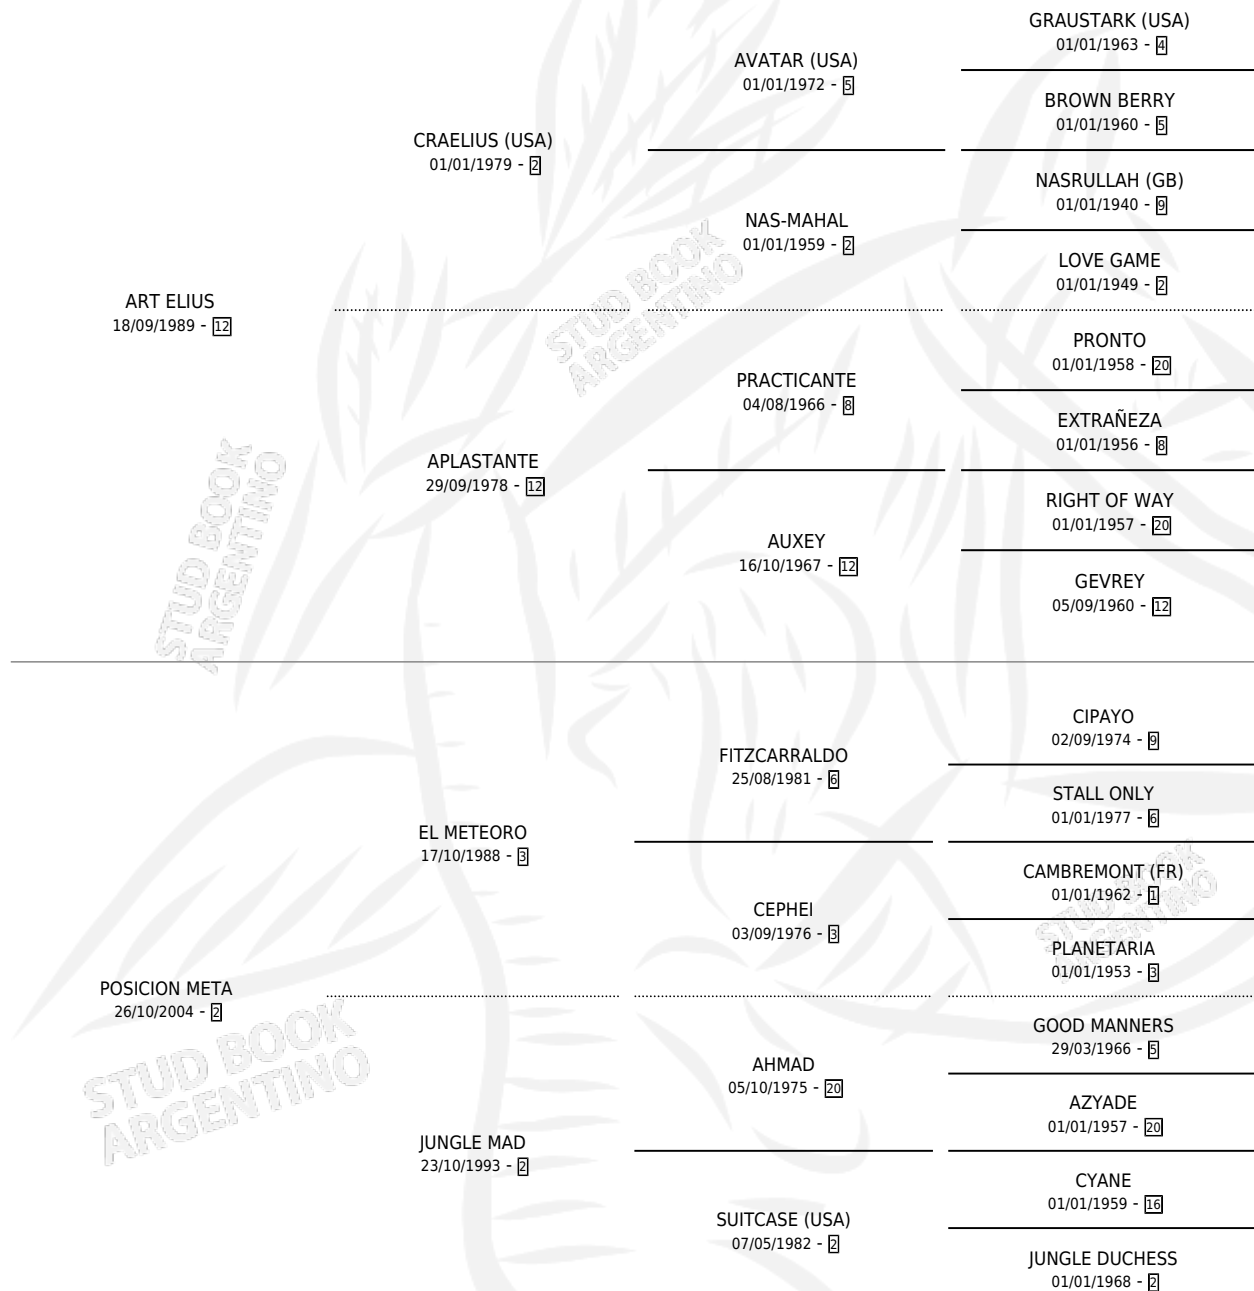 GRAUSTARK (USA)
01/01/1963 - 4
AVATAR (USA)
01/01/1972 - 5
BROWN BERRY
01/01/1960 - 5
CRAELIUS (USA)
01/01/1979 - 2
NASRULLAH (GB)
01/01/1940 - 9
NAS-MAHAL
01/01/1959 - 2
LOVE GAME
01/01/1949 - 2
ART ELIUS
18/09/1989 - 12
PRONTO
01/01/1958 - 20
PRACTICANTE
04/08/1966 - 8
EXTRAÑEZA
01/01/1956 - 8
APLASTANTE
29/09/1978 - 12
RIGHT OF WAY
01/01/1957 - 20
AUXEY
16/10/1967 - 12
GEVREY
05/09/1960 - 12
STUD BOOK
ARGENTINO
STUD BOOK
ARGENTINO
CIPAYO
02/09/1974 - 9
FITZCARRALDO
25/08/1981 - 6
STALL ONLY
01/01/1977 - 6
EL METEORO
17/10/1988 - 3
CAMBREMONT (FR)
01/01/1962 - 1
CEPHEI
03/09/1976 - 3
PLANETARIA
01/01/1953 - 3
STUD BOOK
ARGENTINO
POSICION META
26/10/2004 - 2
GOOD MANNERS
29/03/1966 - 5
AHMAD
05/10/1975 - 20
AZYADE
01/01/1957 - 20
STUD BOOK
ARGENTINO
JUNGLE MAD
23/10/1993 - 2
CYANE
01/01/1959 - 16
SUITCASE (USA)
07/05/1982 - 2
JUNGLE DUCHESS
01/01/1968 - 2